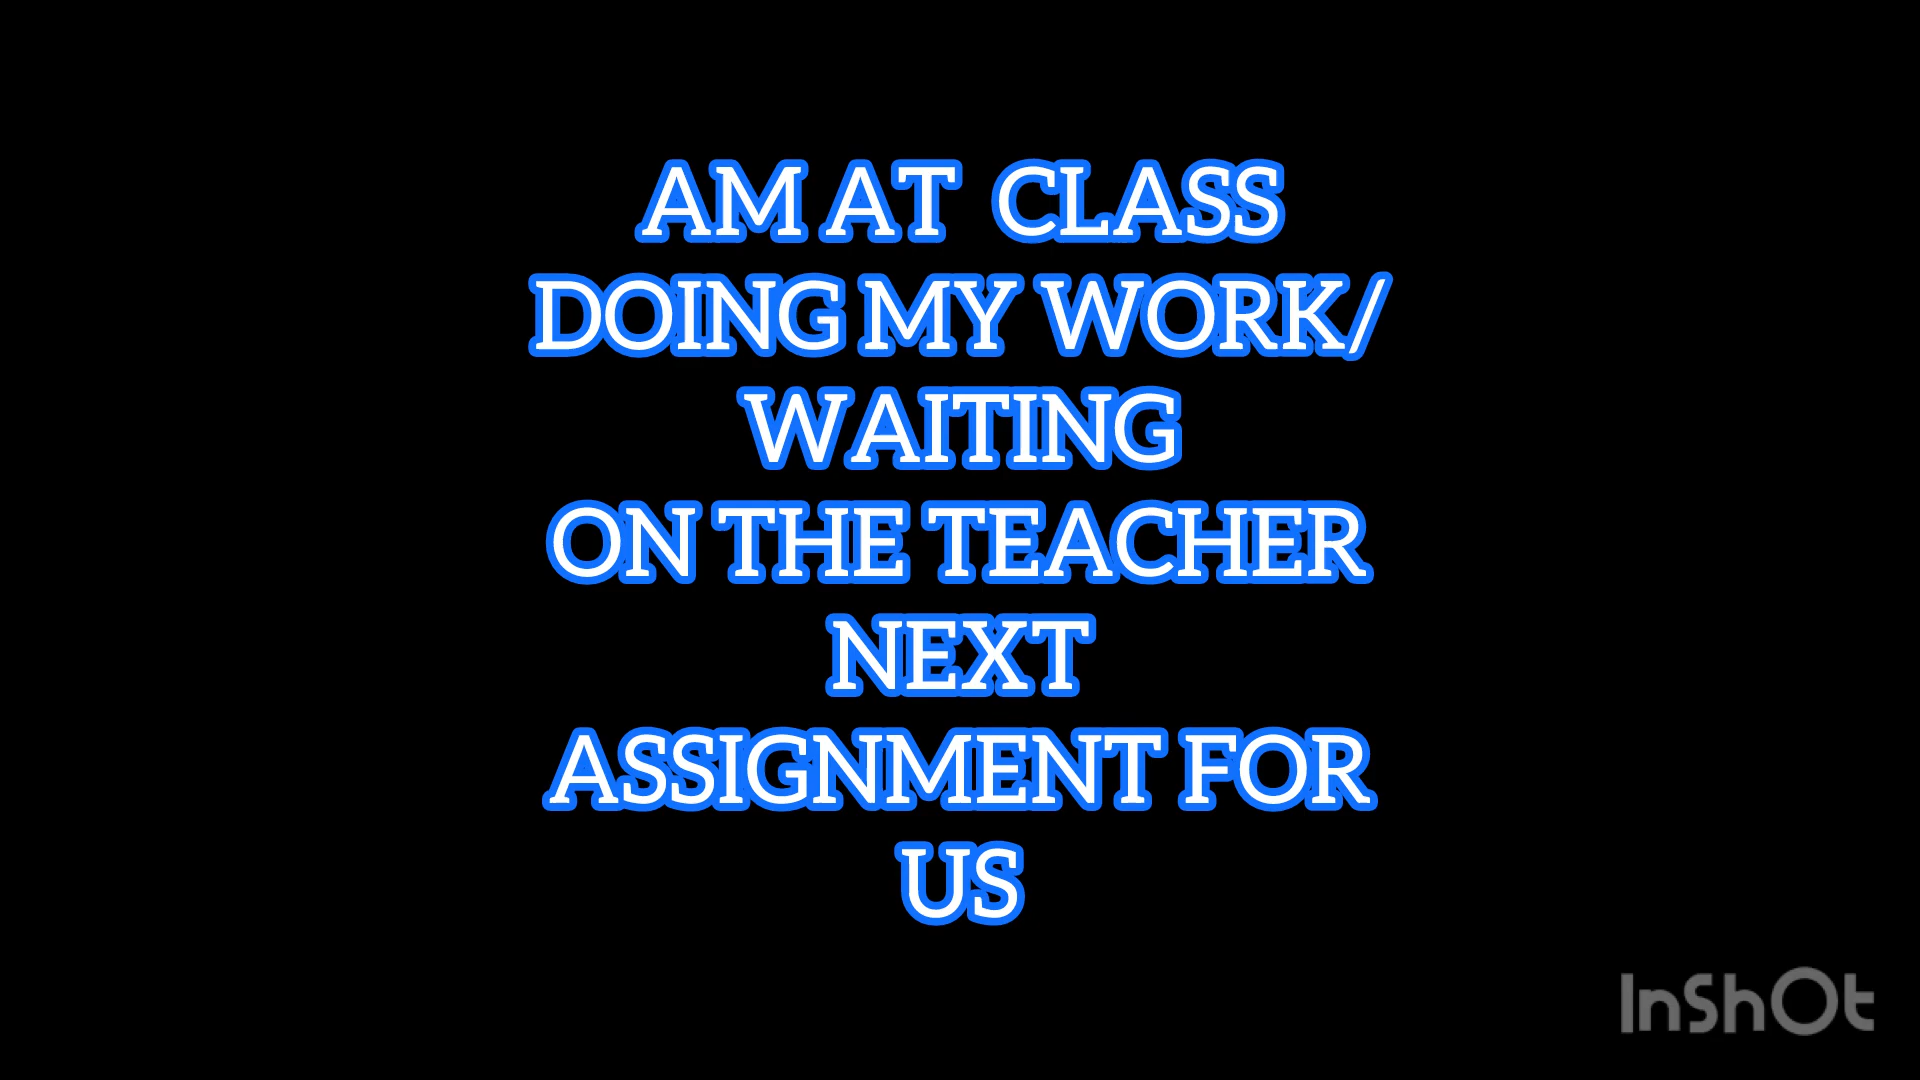 AM AT CLASS
DOING MY WORK/
WAITING
ON THE TEACHER
NEXT
ASSIGNMENT FOR
US
InShOt